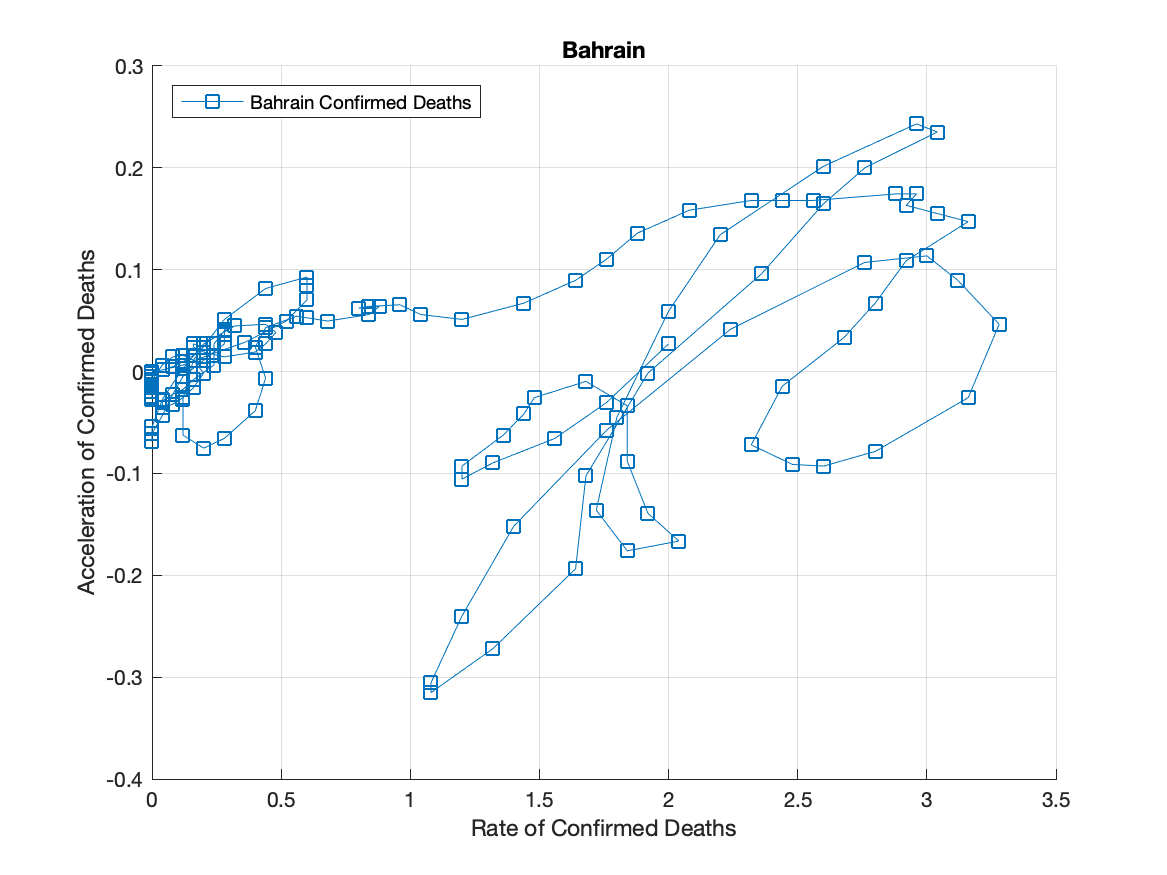 Bahrain
Bahrain Confirmed Deaths
0.3
0.2
0.1
0
-0.1
-0.2
-0.3
-0.4
Acceleration of Confirmed Deaths
0 0.5 1 1.5 2 2.5 3 3.5
Rate of Confirmed Deaths